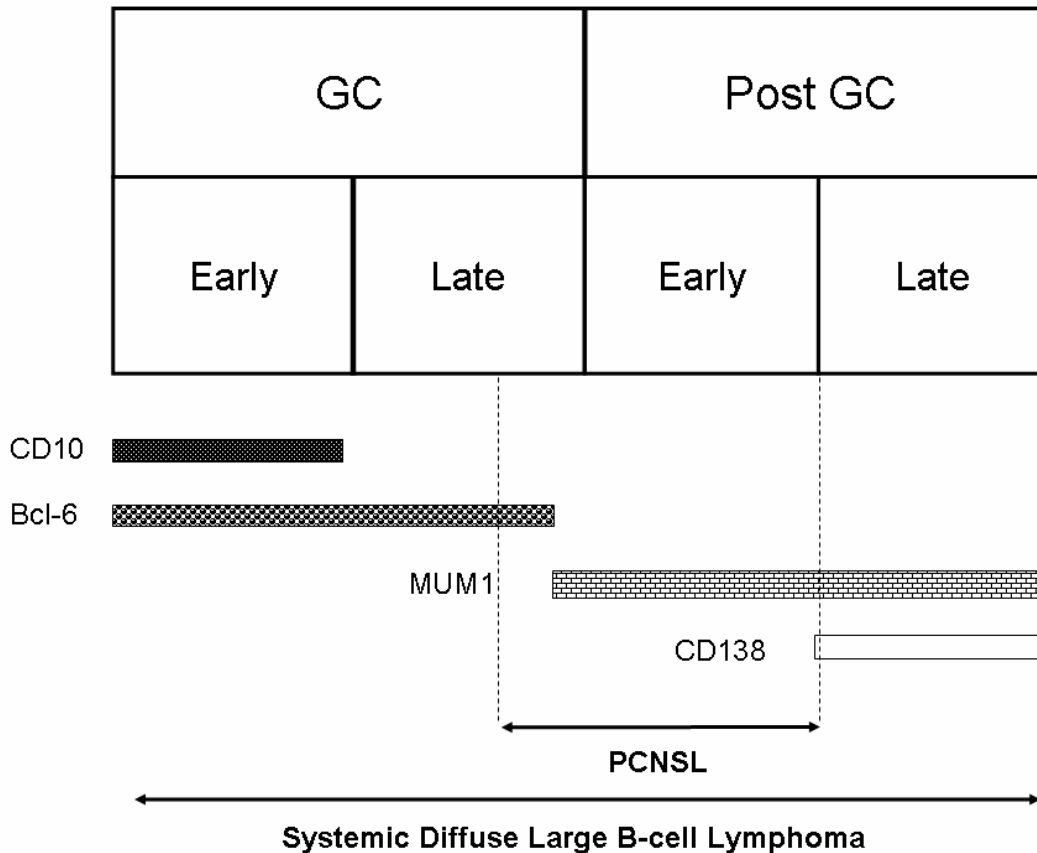 GC Post GC
Early Late Early Late
CD10
Bcl-6
MUM1
CD138
PCNSL
Systemic Diffuse Large B-cell Lymphoma